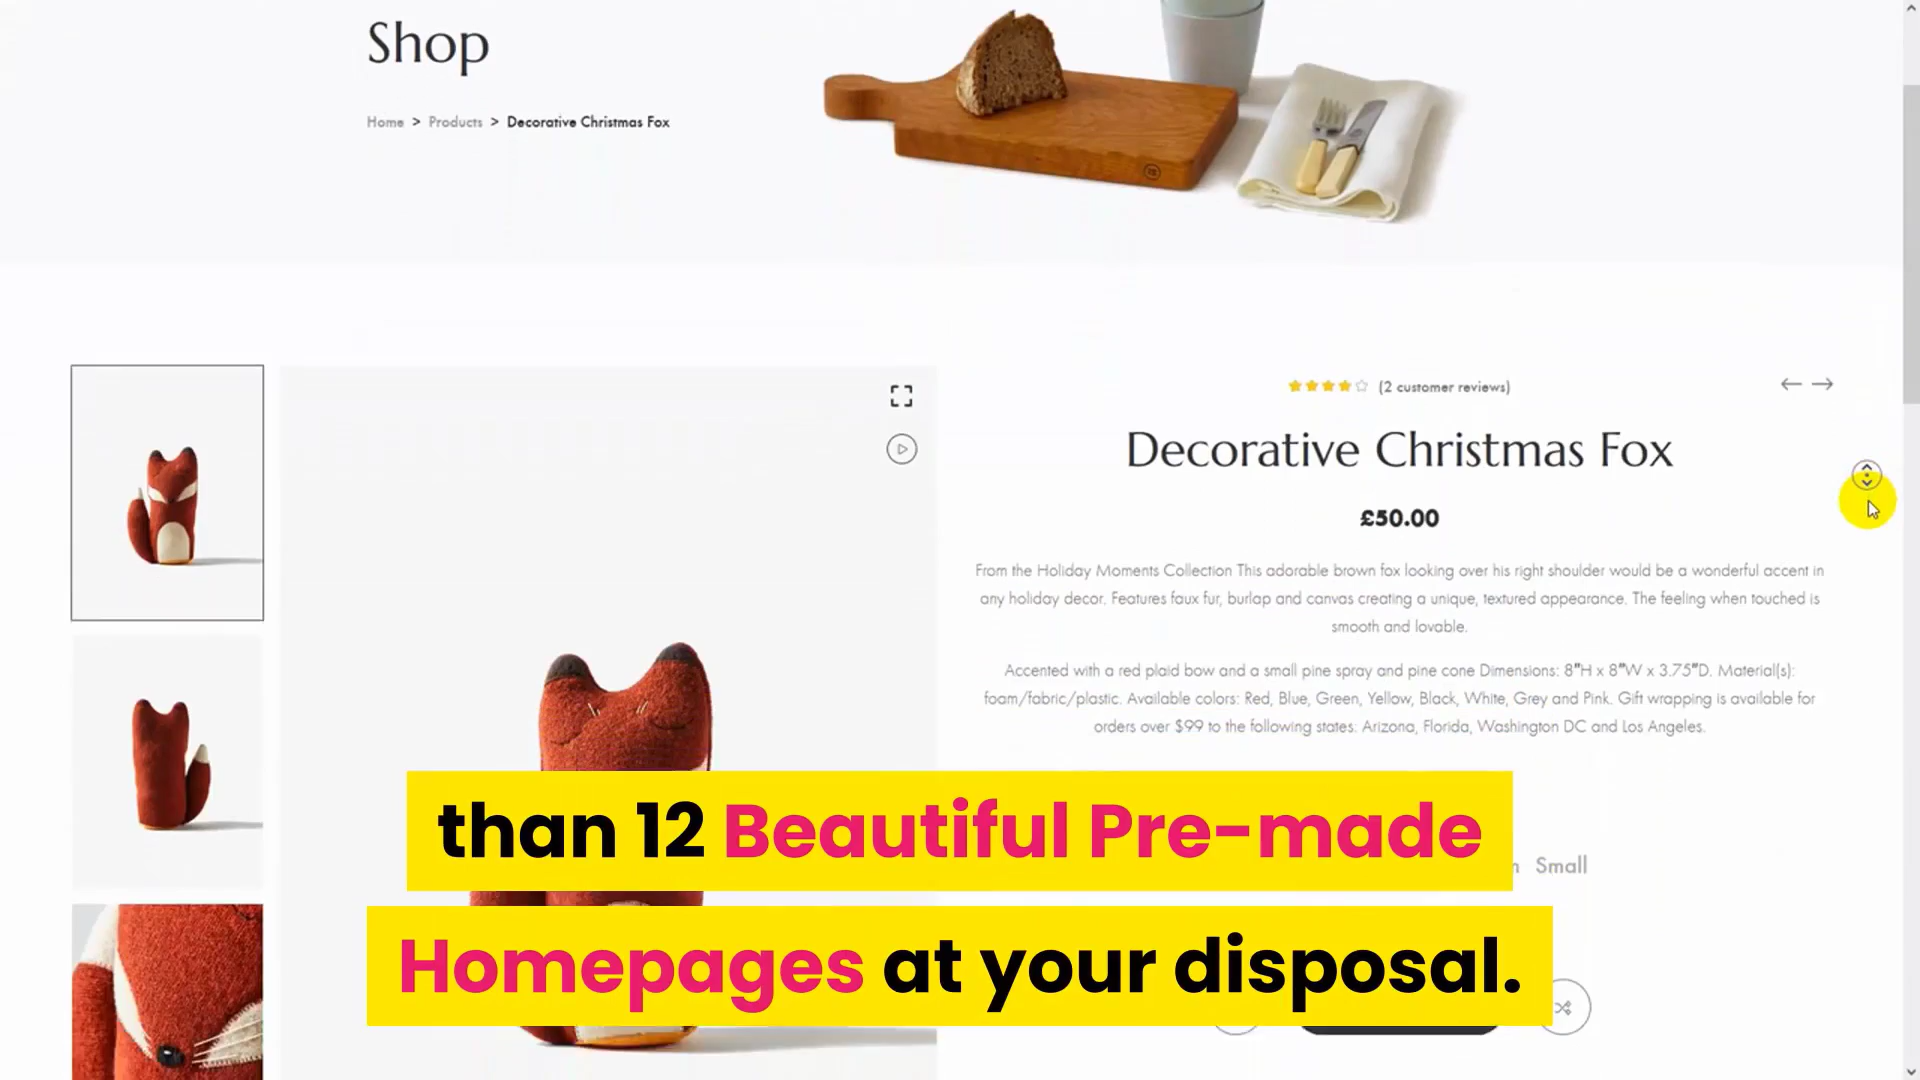 Shop
Home > Products > Decorative Christmas Fox
(2 customer reviews)
Decorative Christmas Fox
£50.00
From the Holiday Moments Collection This adorable brown fox looking over his right shoulder would be a wonderful accent in
any holiday decor. Features faux fur, burlap and canvas creating a unique, textured appearance. The feeling when touched is
smooth and lovable.
Accented with a red plaid bow and a small pine spray and pine cone Dimensions: 8″H x 8″W x 3.75″D. Material(s):
foam/fabric/plastic. Available colors: Red, Blue, Green, Yellow, Black, White, Grey and Pink. Gift wrapping is available for
orders over $99 to the following states: Arizona, Florida, Washington DC and Los Angeles.
than 12 Beautiful Pre-made
Small
Homepages at your disposal.